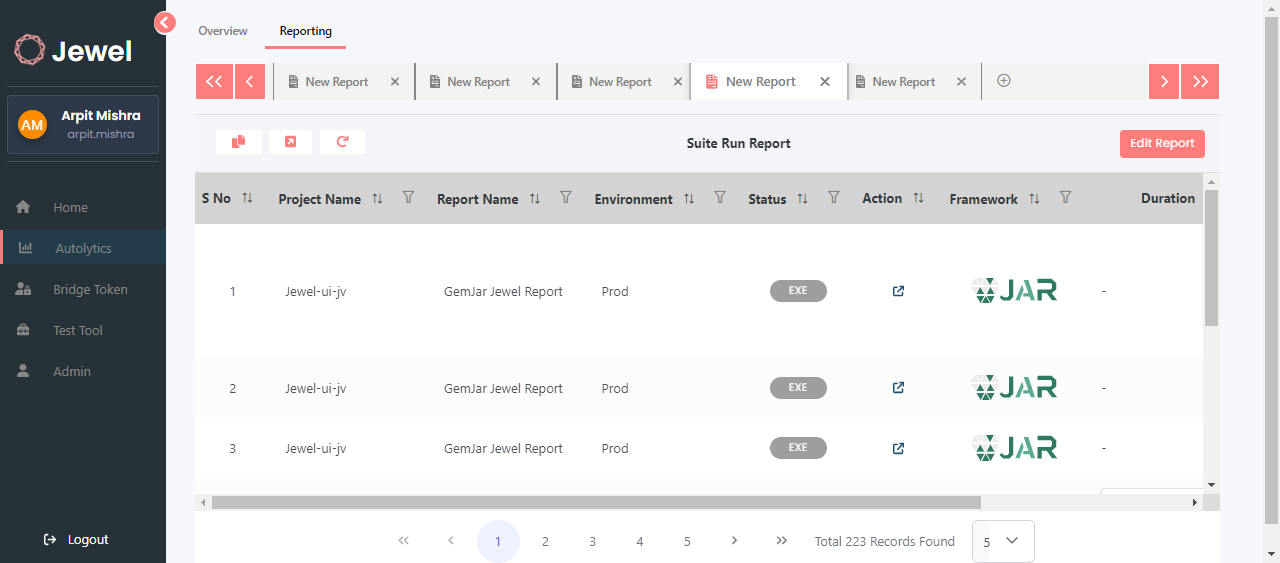 Jewel
AM
Arpit Mishra
arpit.mishra
Home
Autolytics
Bridge Token
Test Tool
Admin
Logout
Overview Reporting
New Report New Report New Report New Report New Report
Suite Run Report Edit Report
S No Project Name Report Name Environment Status Action Framework Duration
1 Jewel-ui-jv GemJar Jewel Report Prod EXE JAR -
2 Jewel-ui-jv GemJar Jewel Report Prod EXE JAR -
3 Jewel-ui-jv GemJar Jewel Report Prod EXE JAR -
1 2 3 4 5 Total 223 Records Found 5